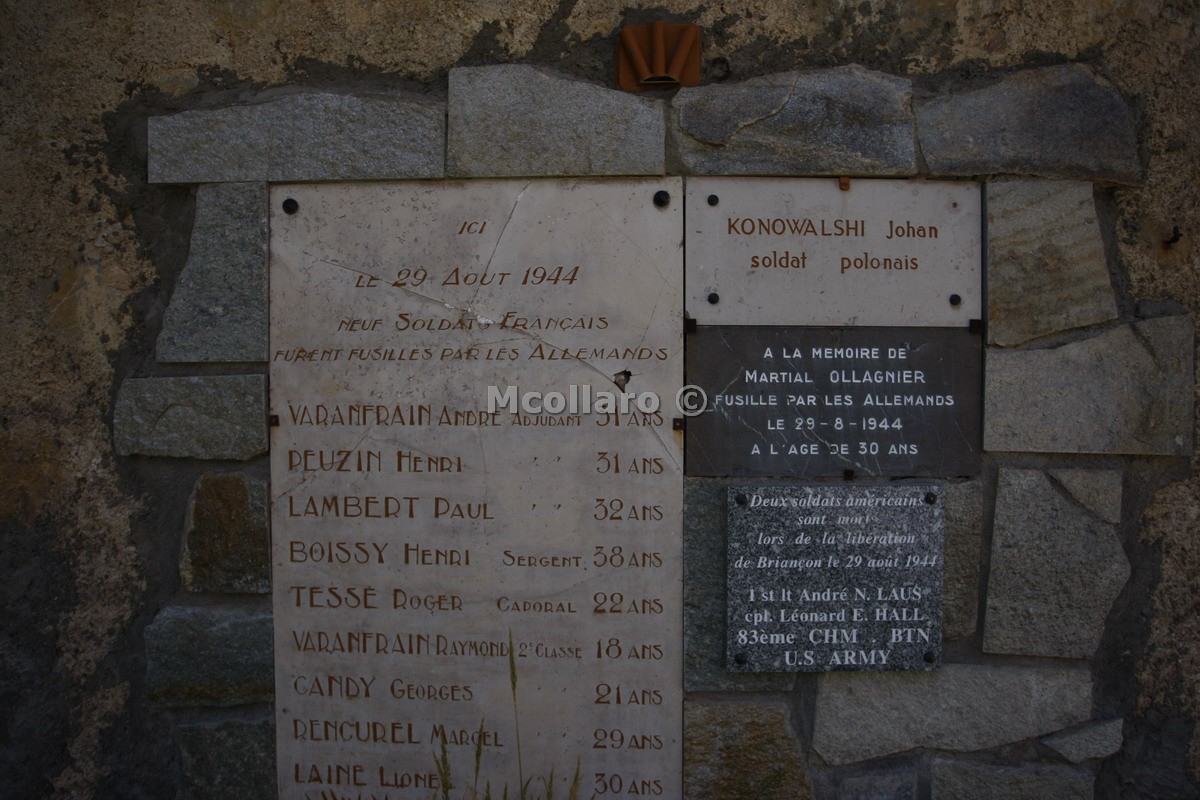 ICI
LE 29 AOUT 1944
NEUF SOLDATS FRANÇAIS
FURENT FUSILLES PAR LES ALLEMANDS
VARANFRAIN ANDRÉ ADJUDANT 31 ANS
PEUZIN HENRI " " 31 ANS
LAMBERT PAUL " " 32 ANS
BOISSY HENRI SERGENT 38 ANS
TESSÉ ROGER CAPORAL 22 ANS
VARANFRAIN RAYMOND 2E CLASSE 18 ANS
CANDY GEORGES " " 21 ANS
RENCUREL MARCEL " " 29 ANS
LAINE LIONEL " " 30 ANS
KONOWALSHI Johan
soldat polonais
A LA MEMOIRE DE
MARTIAL OLLAGNIER
FUSILLE PAR LES ALLEMANDS
LE 29-8-1944
A L'AGE DE 30 ANS
Deux soldats américains
sont mort
lors de la libération
de Briançon le 29 août 1944
1 st lt André N. LAUS
cpl. Léonard E. HALL
83ème CHM . BTN
U.S ARMY
Mcollaro ©